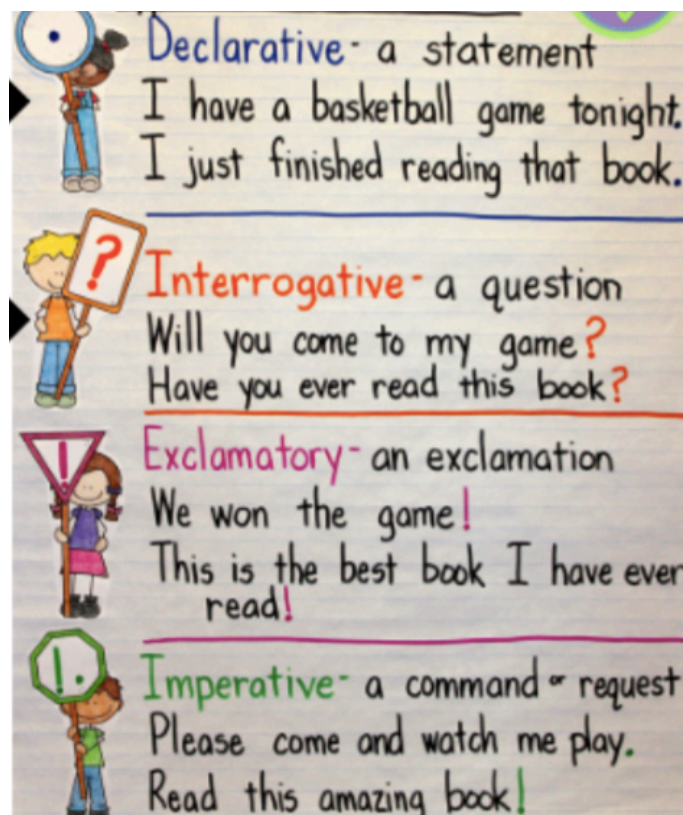 Declarative - a statement
I have a basketball game tonight.
I just finished reading that book.
?
Interrogative - a question
Will you come to my game?
Have you ever read this book?
!
Exclamatory - an exclamation
We won the game!
This is the best book I have ever
read!
!.
Imperative - a command or request
Please come and watch me play.
Read this amazing book!